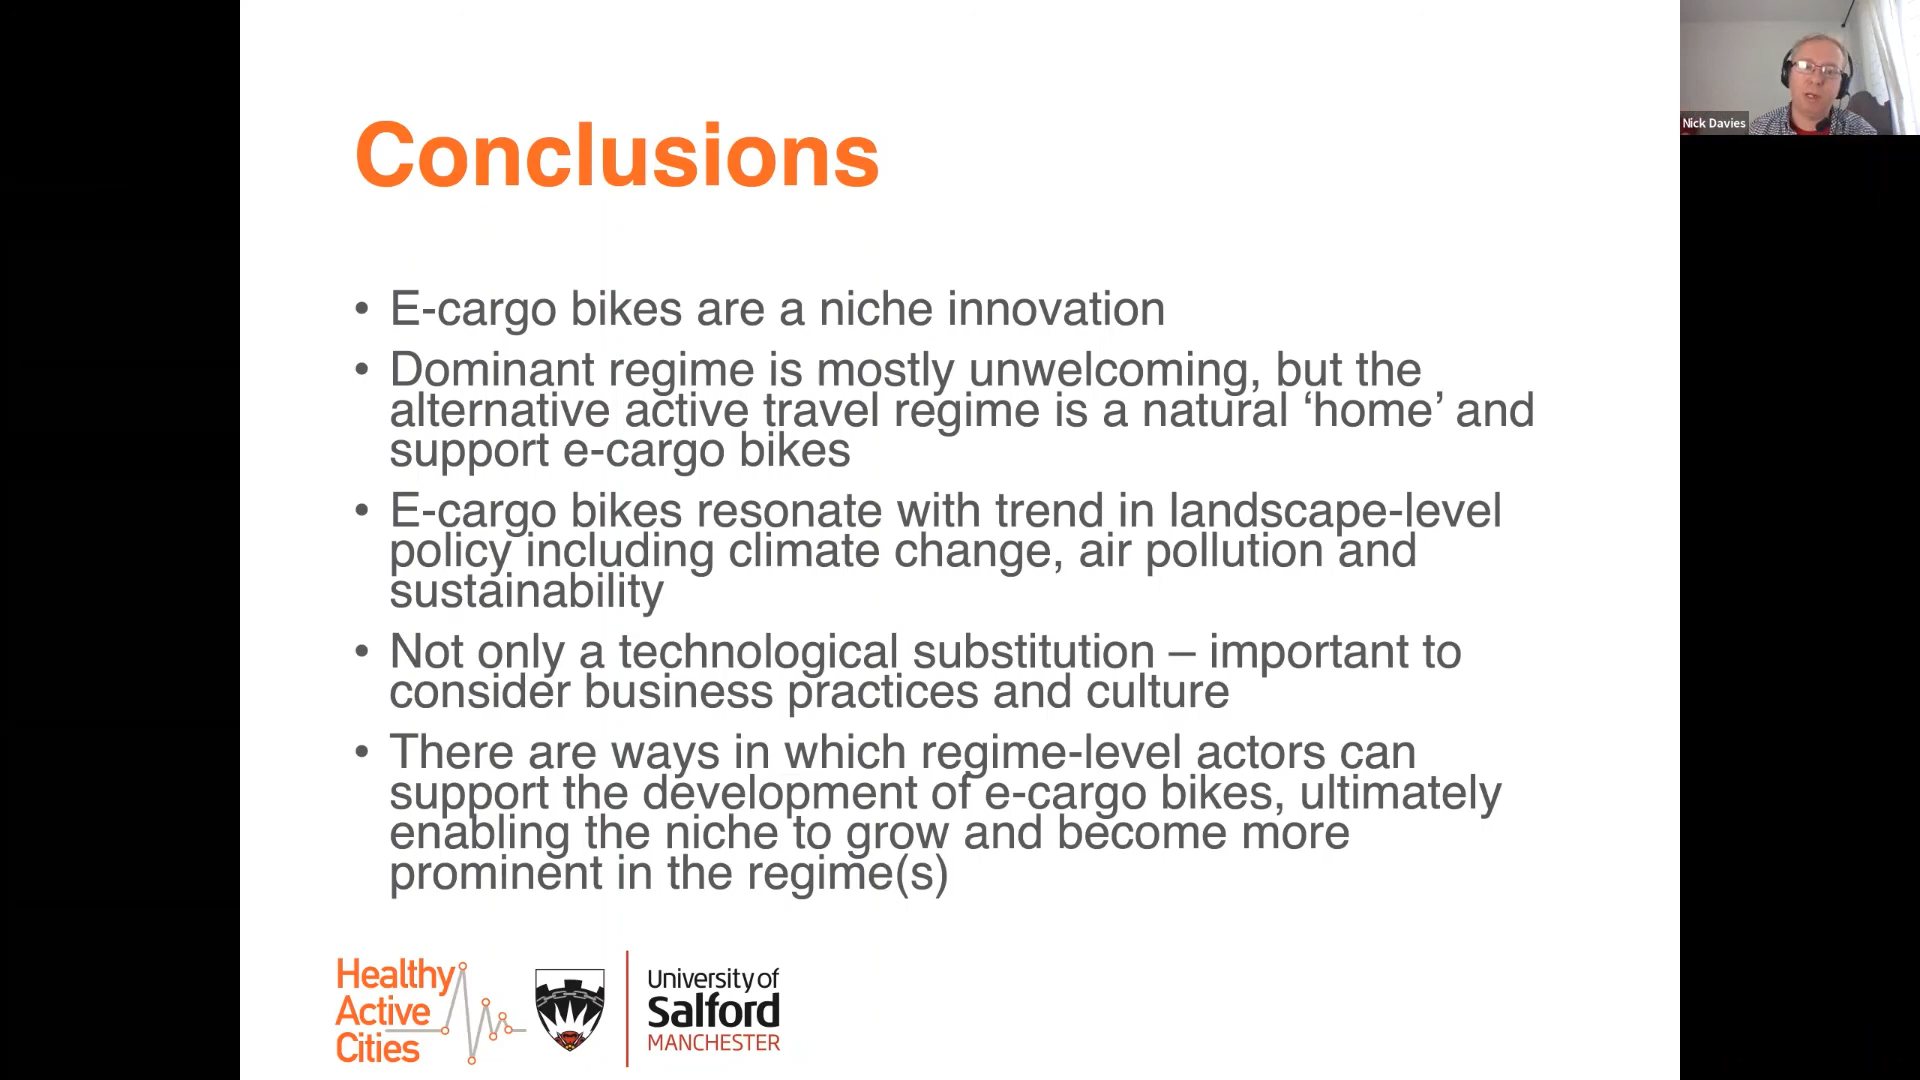 Conclusions
• E-cargo bikes are a niche innovation
• Dominant regime is mostly unwelcoming, but the
alternative active travel regime is a natural ‘home’ and
support e-cargo bikes
• E-cargo bikes resonate with trend in landscape-level
policy including climate change, air pollution and
sustainability
• Not only a technological substitution – important to
consider business practices and culture
• There are ways in which regime-level actors can
support the development of e-cargo bikes, ultimately
enabling the niche to grow and become more
prominent in the regime(s)
Healthy
Active
Cities
University of
Salford
MANCHESTER
Nick Davies